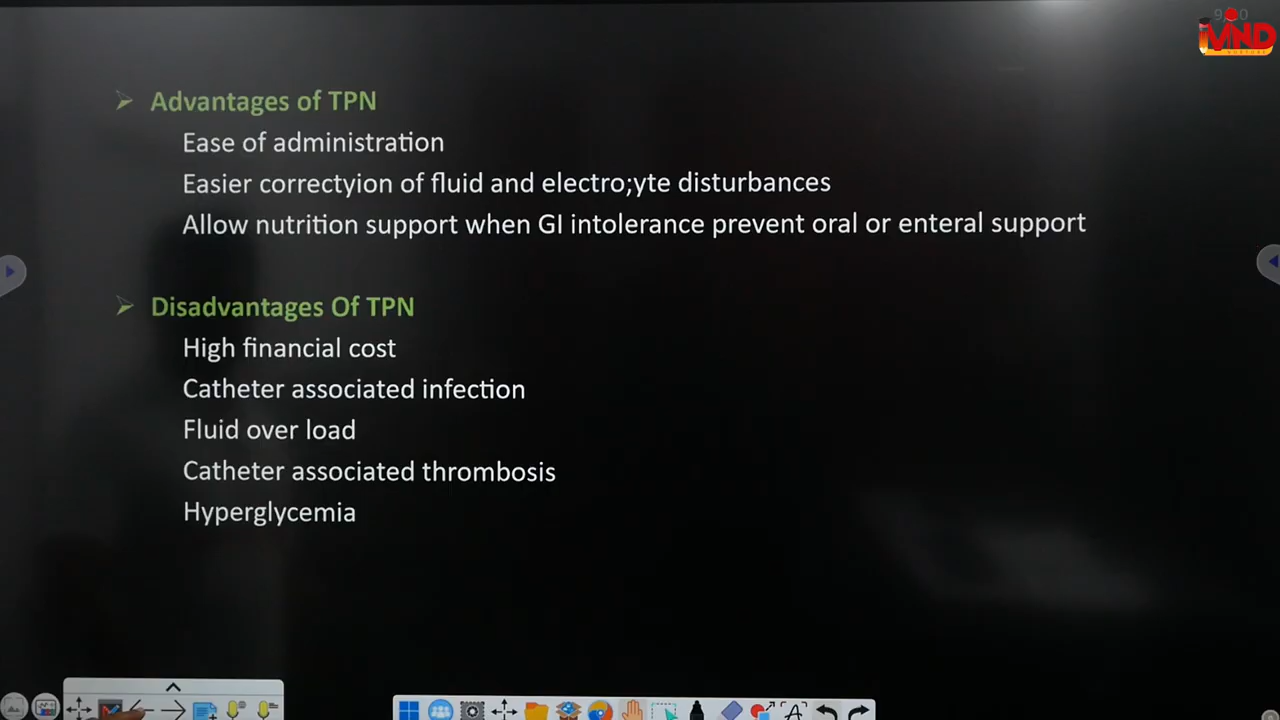 Advantages of TPN
Ease of administration
Easier correctyion of fluid and electro;yte disturbances
Allow nutrition support when GI intolerance prevent oral or enteral support
Disadvantages Of TPN
High financial cost
Catheter associated infection
Fluid over load
Catheter associated thrombosis
Hyperglycemia